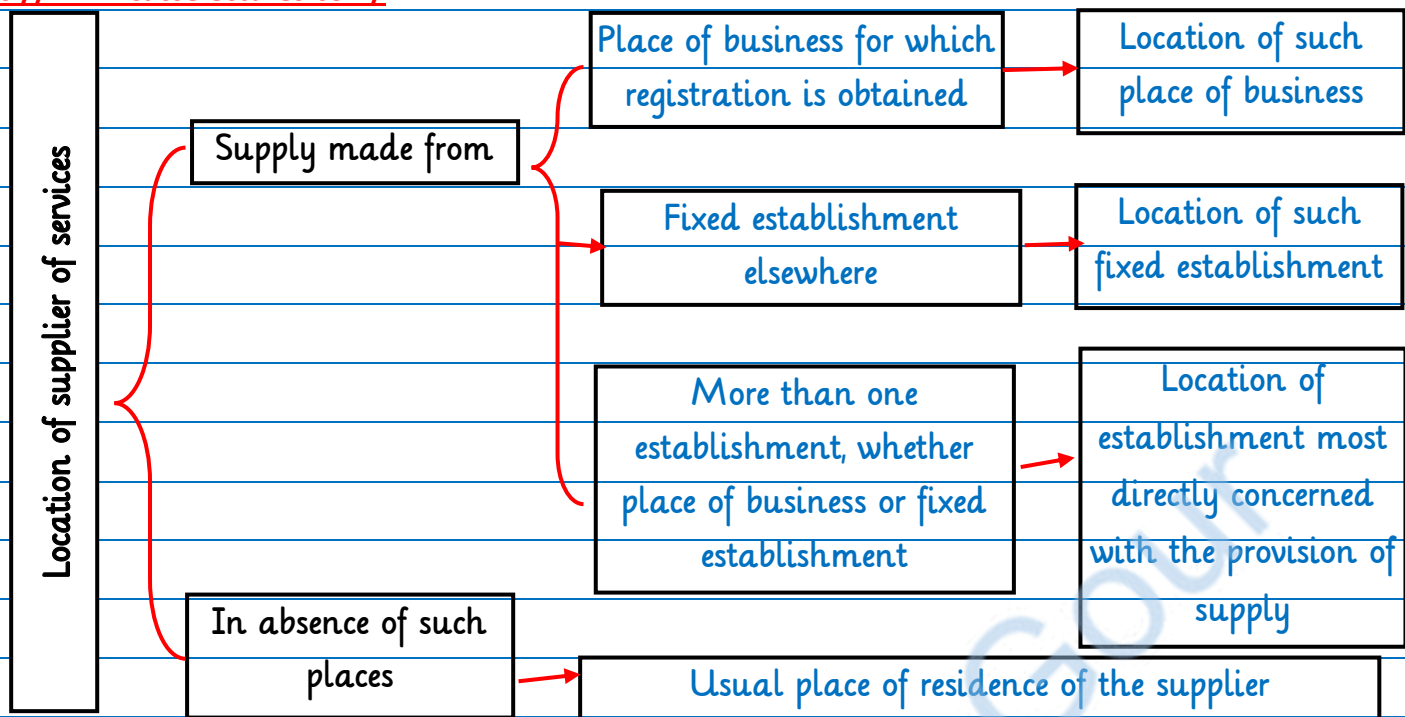 Location of supplier of services
Supply made from
Place of business for which
registration is obtained
Location of such
place of business
Fixed establishment
elsewhere
Location of such
fixed establishment
More than one
establishment, whether
place of business or fixed
establishment
Location of
establishment most
directly concerned
with the provision of
supply
In absence of such
places
Usual place of residence of the supplier
Gour